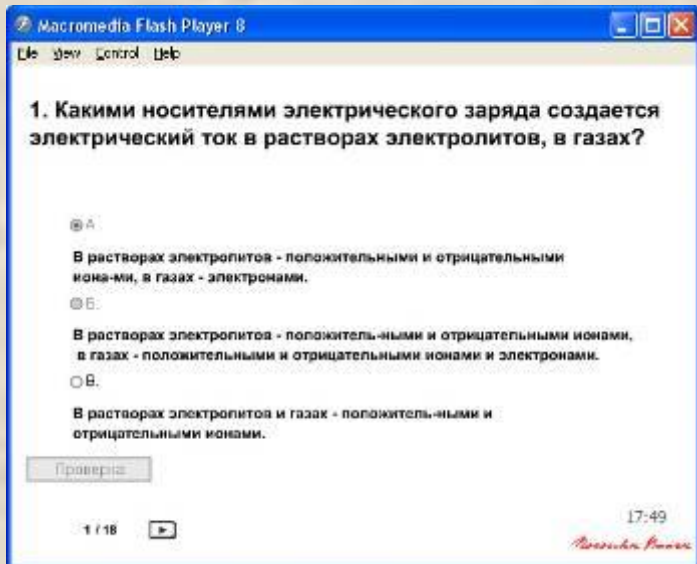 Macromedia Flash Player 8
File View Control Help
1. Какими носителями электрического заряда создается
электрический ток в растворах электролитов, в газах?
А
В растворах электролитов - положительными и отрицательными
иона-ми, в газах - электронами.
Б.
В растворах электролитов - положитель-ными и отрицательными ионами,
в газах - положительными и отрицательными ионами и электронами.
В.
В растворах электролитов и газах - положитель-ными и
отрицательными ионами.
Проверка
1 / 18
17:49